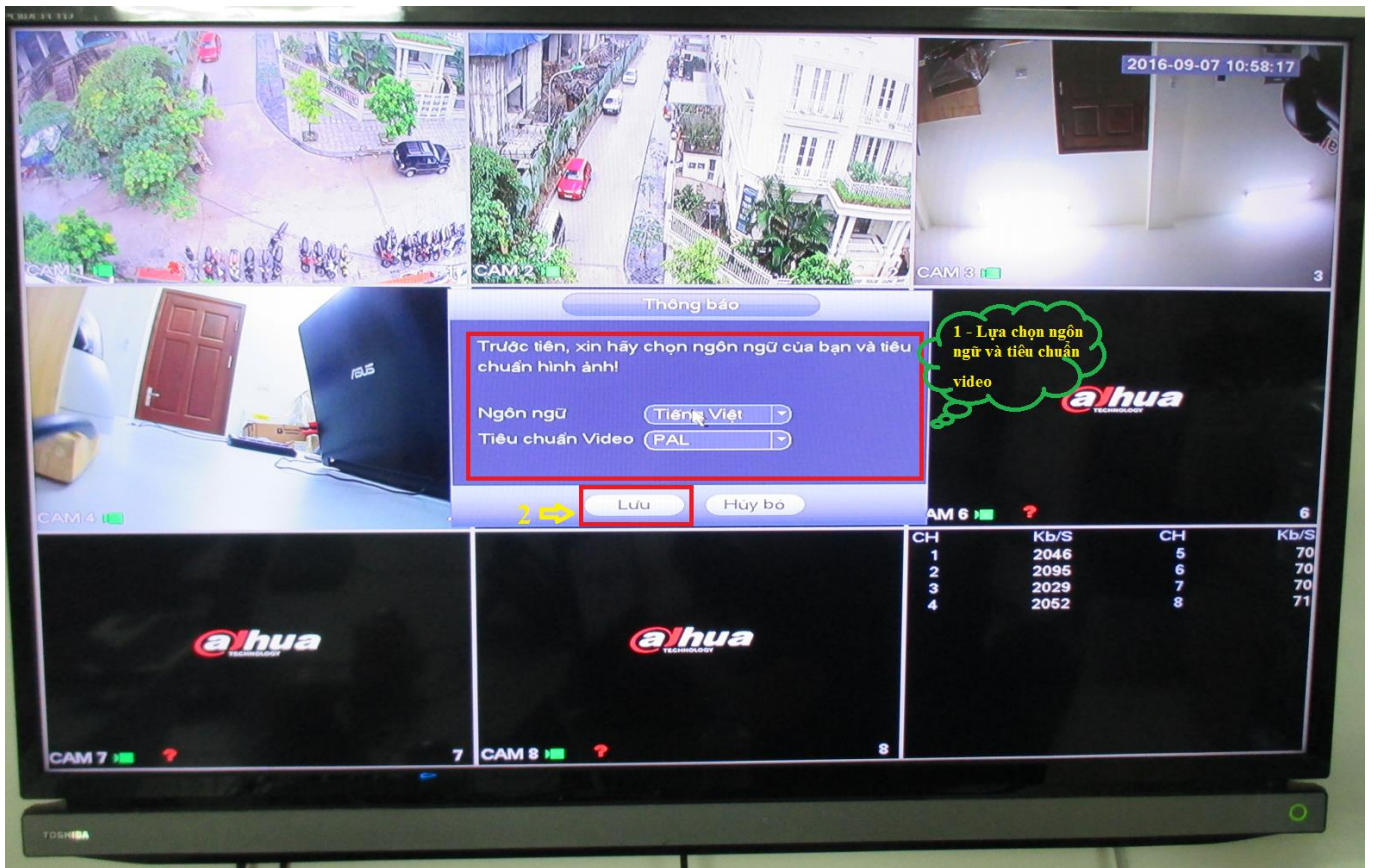 2016-09-07 10:58:17
CAM 1
1
CAM 2
2
CAM 3
3
ASUS
CAM 4
Thông báo
Trước tiên, xin hãy chọn ngôn ngữ của bạn và tiêu
chuẩn hình ảnh!
Ngôn ngữ Tiếng Việt
Tiêu chuẩn Video PAL
2
Lưu
Hủy bỏ
1 - Lựa chọn ngôn
ngữ và tiêu chuẩn
video
alhua
TECHNOLOGY
AM 6 ?
6
CH Kb/S CH Kb/S
1 2046 5 70
2 2095 6 70
3 2029 7 70
4 2052 8 71
alhua
TECHNOLOGY
CAM 7 ?
7
alhua
TECHNOLOGY
CAM 8 ?
8
TOSHIBA